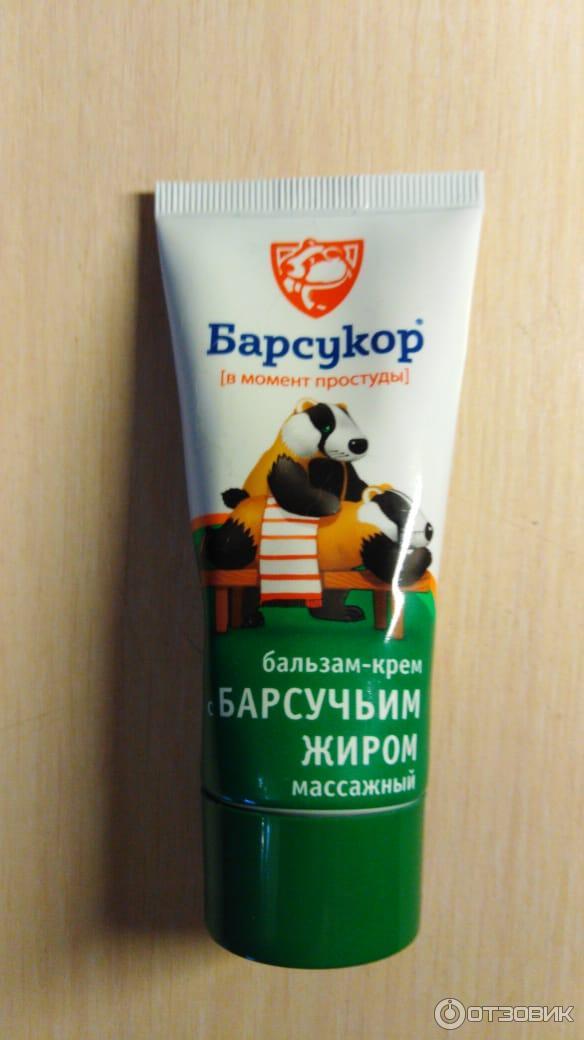 Барсукор®
[в момент простуды]
бальзам-крем
с БАРСУЧЬИМ
ЖИРОМ
массажный
ОТЗОВИК